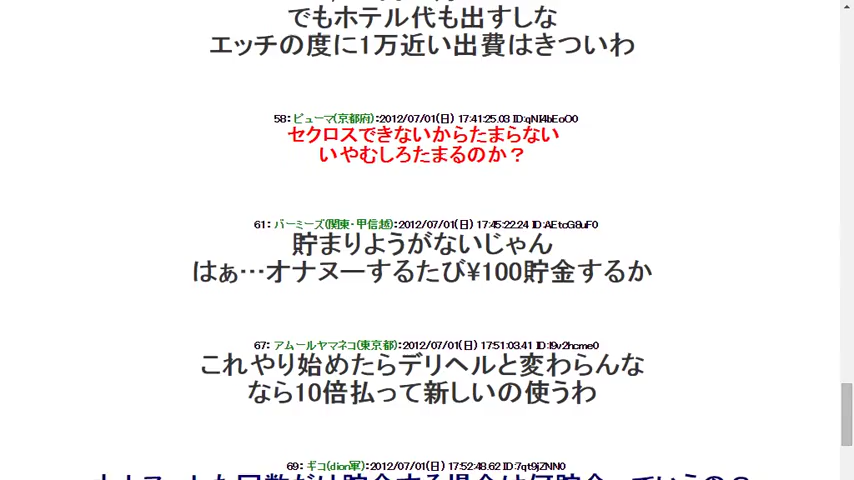 でもホテル代も出すしな
エッチの度に1万近い出費はきついわ
58: ピューマ(京都府):2012/07/01(日) 17:41:25.03 ID:qNI4bEoO0
セクロスできないからたまらない
いやむしろたまるのか？
61: バーミーズ(関東・甲信越):2012/07/01(日) 17:45:22.24 ID:AEtcG8uF0
貯まりようがないじゃん
はぁ…オナヌーするたび¥100貯金するか
67: アムールヤマネコ(東京都):2012/07/01(日) 17:51:03.41 ID:l9v2hcme0
これやり始めたらデリヘルと変わらんな
なら10倍払って新しいの使うわ
69: ギコ(dion軍):2012/07/01(日) 17:52:48.62 ID:7qt9jZNN0